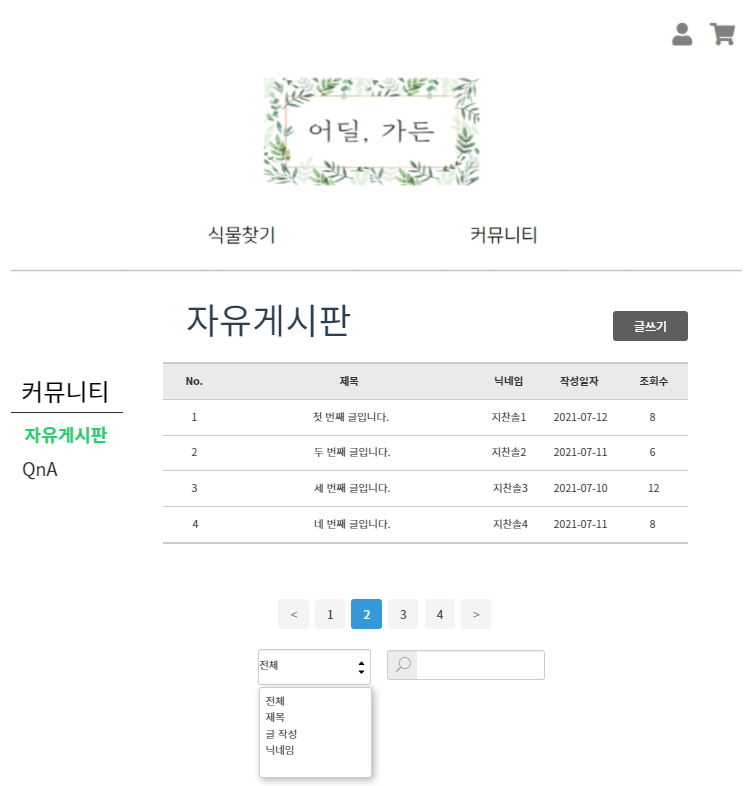 어딜, 가든
식물찾기 커뮤니티
자유게시판
글쓰기
커뮤니티
자유게시판
QnA
No. 제목 닉네임 작성일자 조회수
1 첫 번째 글입니다. 지찬솔1 2021-07-12 8
2 두 번째 글입니다. 지찬솔2 2021-07-11 6
3 세 번째 글입니다. 지찬솔3 2021-07-10 12
4 네 번째 글입니다. 지찬솔4 2021-07-11 8
< 1 2 3 4 >
전체
전체
제목
글 작성
닉네임